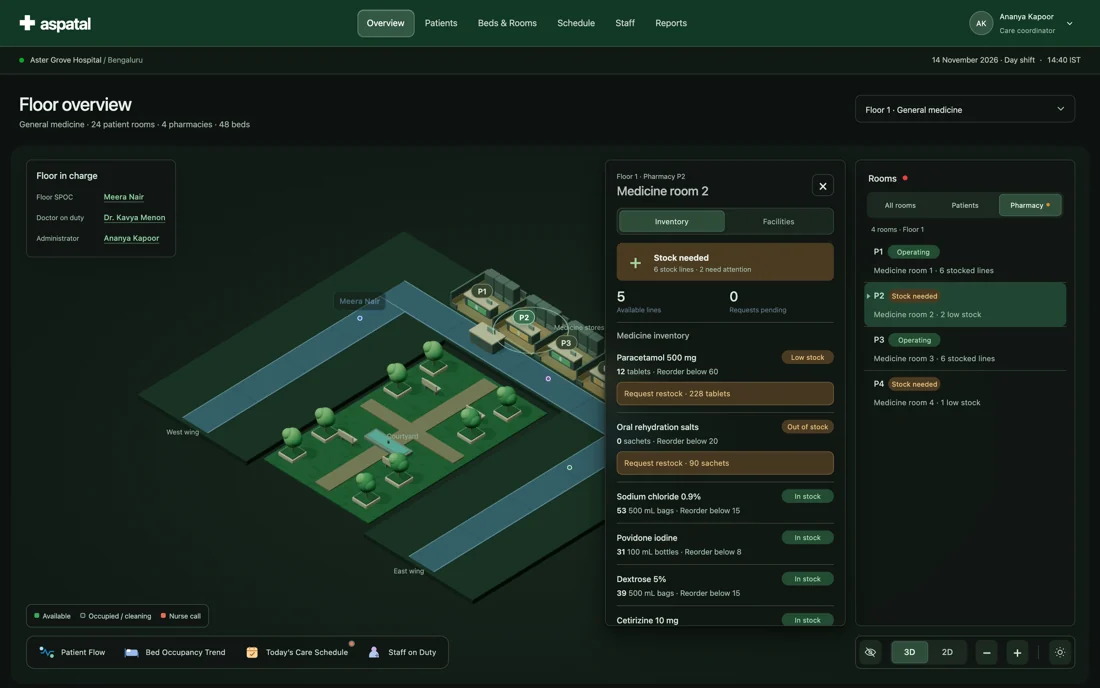 aspatal
Overview
Patients
Beds & Rooms
Schedule
Staff
Reports
AK
Ananya Kapoor
Care coordinator
Aster Grove Hospital / Bengaluru
14 November 2026 · Day shift · 14:40 IST
Floor overview
General medicine · 24 patient rooms · 4 pharmacies · 48 beds
Floor 1 · General medicine
Floor in charge
Floor SPOC Meera Nair
Doctor on duty Dr. Kavya Menon
Administrator Ananya Kapoor
Meera Nair
P1
P2
P3
Medicine stores
Courtyard
West wing
East wing
Floor 1 · Pharmacy P2
Medicine room 2
Inventory
Facilities
Stock needed
6 stock lines · 2 need attention
5
Available lines
0
Requests pending
Medicine inventory
Paracetamol 500 mg
Low stock
12 tablets · Reorder below 60
Request restock · 228 tablets
Oral rehydration salts
Out of stock
0 sachets · Reorder below 20
Request restock · 90 sachets
Sodium chloride 0.9%
In stock
53 500 mL bags · Reorder below 15
Povidone iodine
In stock
31 100 mL bottles · Reorder below 8
Dextrose 5%
In stock
39 500 mL bags · Reorder below 15
Cetirizine 10 mg
In stock
Rooms
All rooms
Patients
Pharmacy
4 rooms · Floor 1
P1 Operating
Medicine room 1 · 6 stocked lines
P2 Stock needed
Medicine room 2 · 2 low stock
P3 Operating
Medicine room 3 · 6 stocked lines
P4 Stock needed
Medicine room 4 · 1 low stock
Available
Occupied / cleaning
Nurse call
Patient Flow
Bed Occupancy Trend
Today's Care Schedule
Staff on Duty
3D
2D